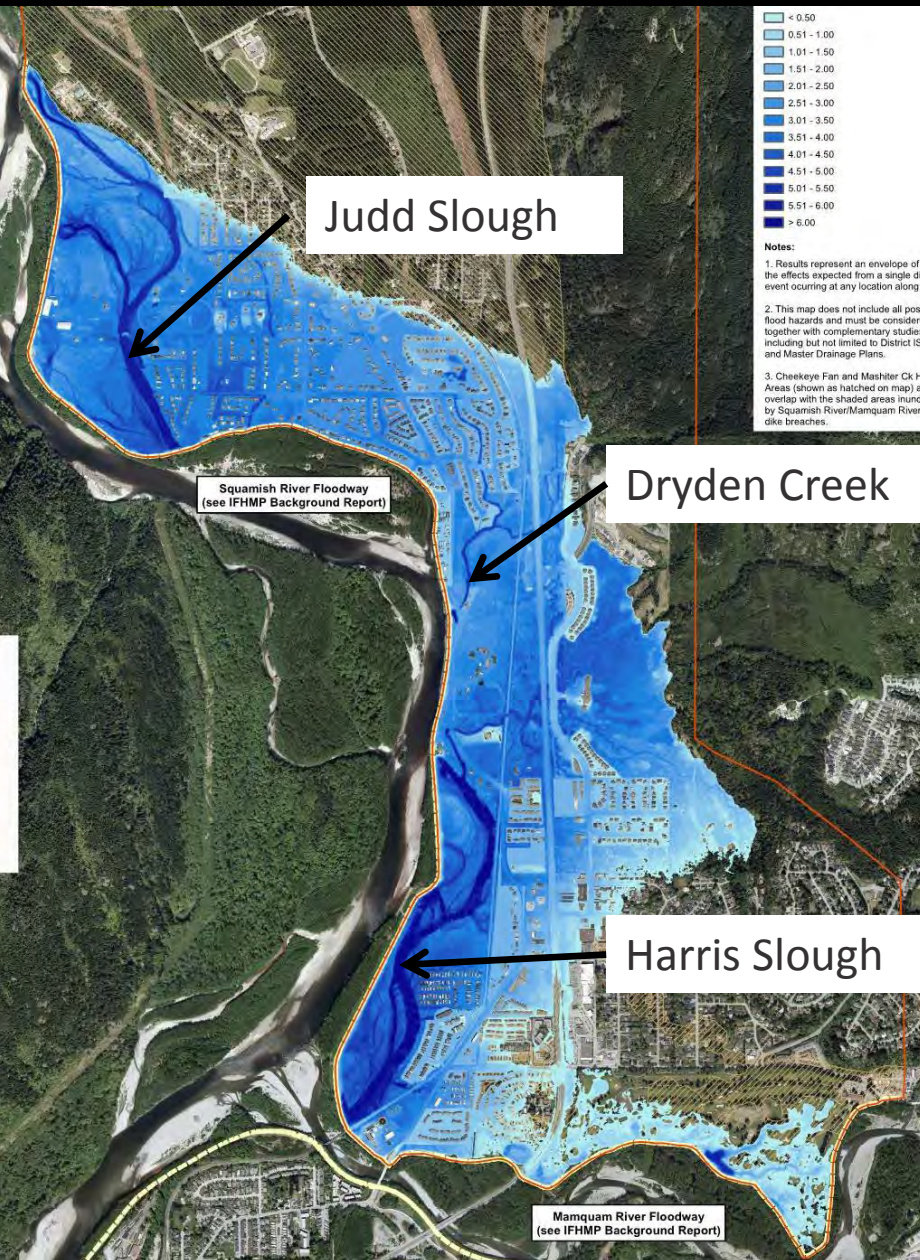 < 0.50
0.51 - 1.00
1.01 - 1.50
1.51 - 2.00
2.01 - 2.50
2.51 - 3.00
3.01 - 3.50
3.51 - 4.00
4.01 - 4.50
4.51 - 5.00
5.01 - 5.50
5.51 - 6.00
> 6.00
Notes:
1. Results represent an envelope of
the effects expected from a single di
event ocurring at any location along
2. This map does not include all pos
flood hazards and must be consider
together with complementary studies
including but not limited to District IS
and Master Drainage Plans.
3. Cheekeye Fan and Mashiter Ck H
Areas (shown as hatched on map) a
overlap with the shaded areas inund
by Squamish River/Mamquam River
dike breaches.
Judd Slough
Squamish River Floodway
(see IFHMP Background Report)
Dryden Creek
Harris Slough
Mamquam River Floodway
(see IFHMP Background Report)